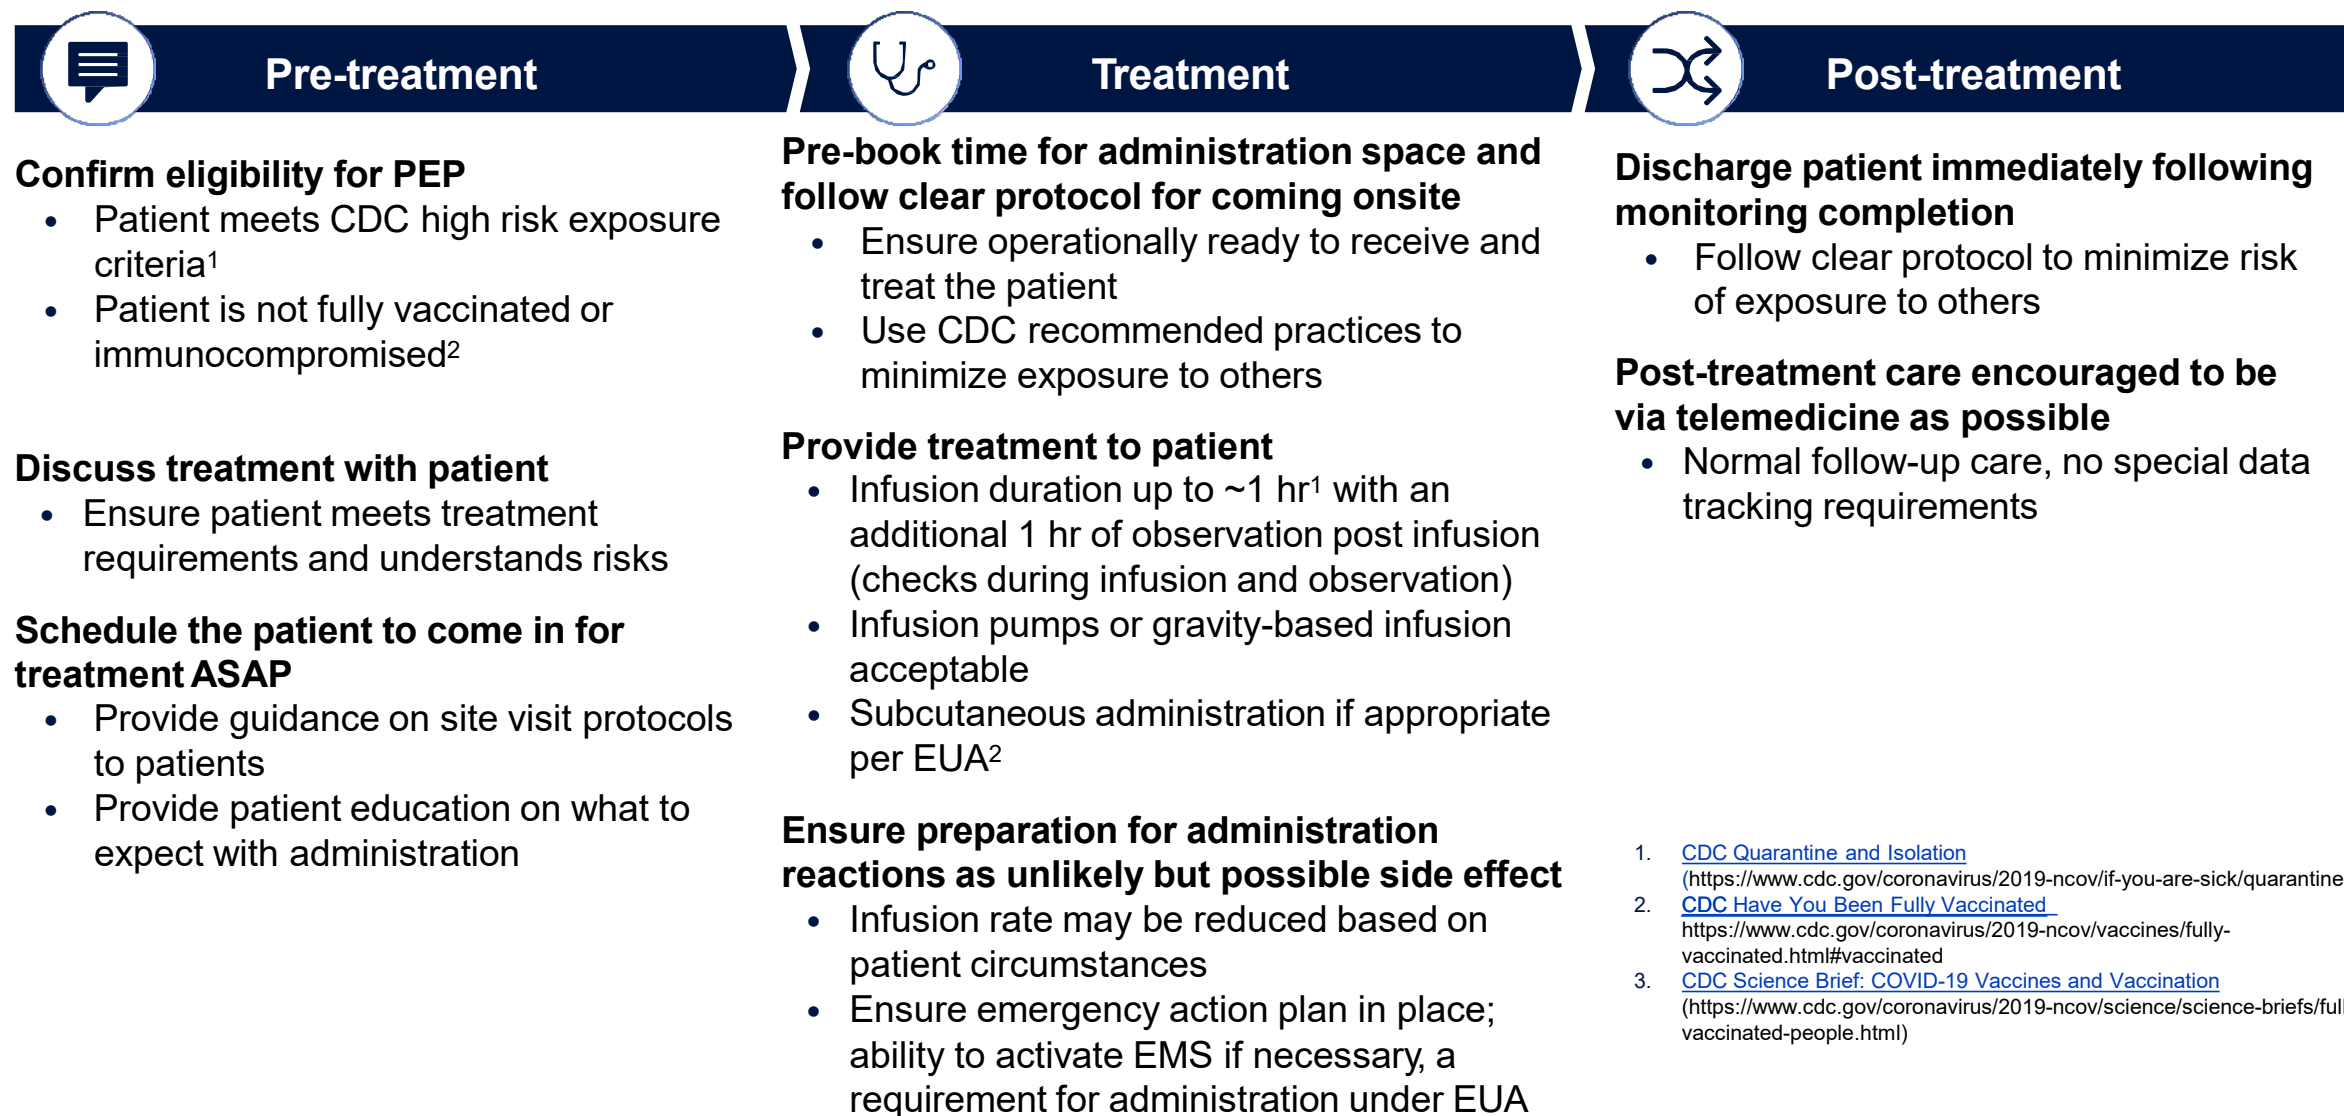 Pre-treatment
Confirm eligibility for PEP
• Patient meets CDC high risk exposure
criteria1
• Patient is not fully vaccinated or
immunocompromised2
Discuss treatment with patient
• Ensure patient meets treatment
requirements and understands risks
Schedule the patient to come in for
treatment ASAP
• Provide guidance on site visit protocols
to patients
• Provide patient education on what to
expect with administration
Treatment
Pre-book time for administration space and
follow clear protocol for coming onsite
• Ensure operationally ready to receive and
treat the patient
• Use CDC recommended practices to
minimize exposure to others
Provide treatment to patient
• Infusion duration up to ~1 hr1 with an
additional 1 hr of observation post infusion
(checks during infusion and observation)
• Infusion pumps or gravity-based infusion
acceptable
• Subcutaneous administration if appropriate
per EUA2
Ensure preparation for administration
reactions as unlikely but possible side effect
• Infusion rate may be reduced based on
patient circumstances
• Ensure emergency action plan in place;
ability to activate EMS if necessary, a
requirement for administration under EUA
Post-treatment
Discharge patient immediately following
monitoring completion
• Follow clear protocol to minimize risk
of exposure to others
Post-treatment care encouraged to be
via telemedicine as possible
• Normal follow-up care, no special data
tracking requirements
1. CDC Quarantine and Isolation
(https://www.cdc.gov/coronavirus/2019-ncov/if-you-are-sick/quarantine
2. CDC Have You Been Fully Vaccinated
https://www.cdc.gov/coronavirus/2019-ncov/vaccines/fully-
vaccinated.html#vaccinated
3. CDC Science Brief: COVID-19 Vaccines and Vaccination
(https://www.cdc.gov/coronavirus/2019-ncov/science/science-briefs/ful
vaccinated-people.html)